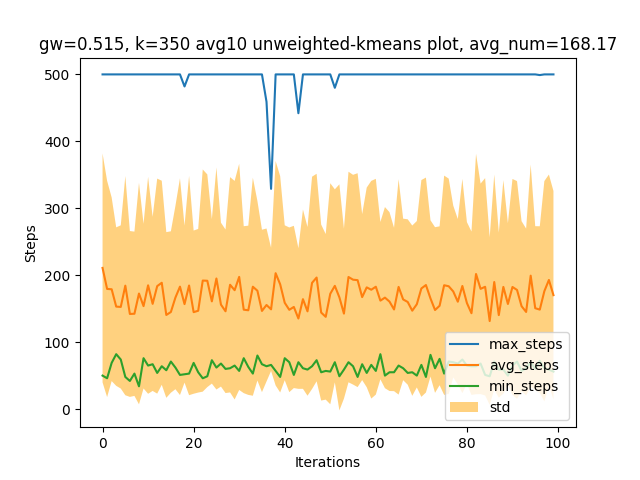 gw=0.515, k=350 avg10 unweighted-kmeans plot, avg_num=168.17
500
400
300
200
100
0
Steps
max_steps
avg_steps
min_steps
std
0 20 40 60 80 100
Iterations